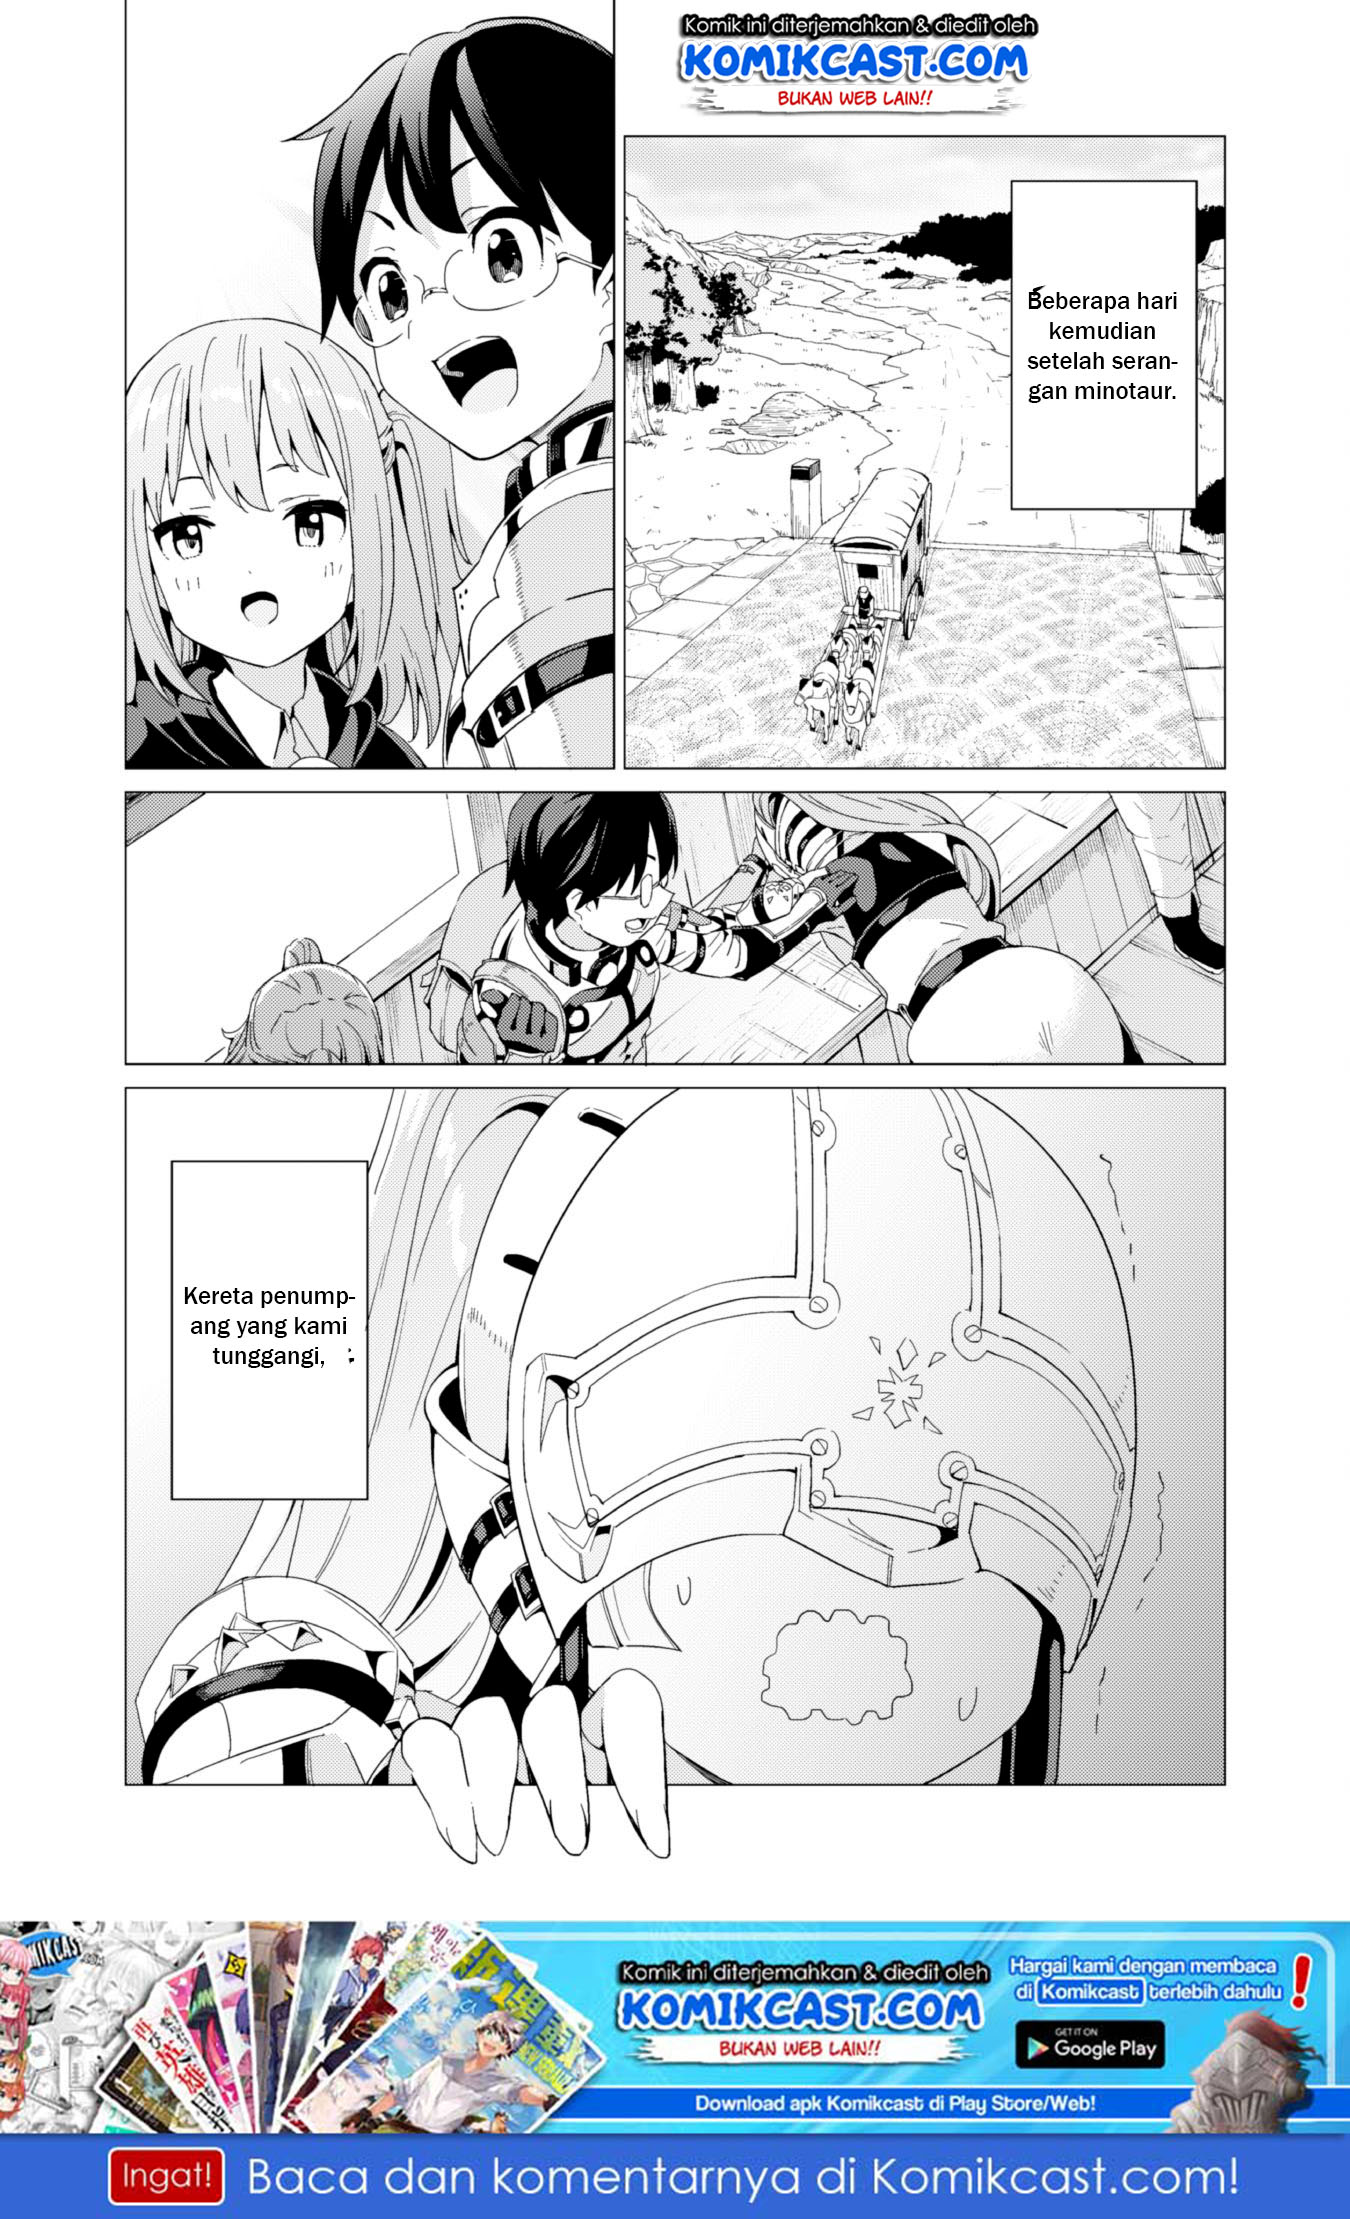 Komik ini diterjemahkan & diedit oleh
KOMIKCAST.COM
BUKAN WEB LAIN!!
Beberapa hari
kemudian
setelah seran-
gan minotaur.
Kereta penump-
ang yang kami
tunggangi,
Komik ini diterjemahkan & diedit oleh
KOMIKCAST.COM
BUKAN WEB LAIN!!
Hargai kami dengan membaca
di Komikcast terlebih dahulu !
GET IT ON
Google Play
Download apk Komikcast di Play Store/Web!
Ingat! Baca dan komentarnya di Komikcast.com!